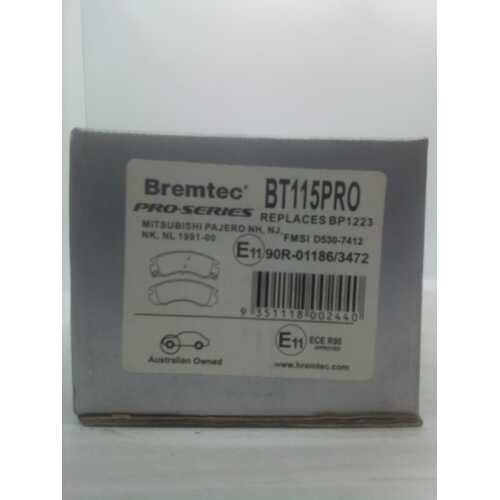 Bremtec® BT115PRO
PRO-SERIES REPLACES BP1223
MITSUBISHI PAJERO NH, NJ,
NK, NL 1991-00 FMSI D530-7412
E11 90R-01186/3472
9 351118 002440
E11 ECE R90
APPROVED
Australian Owned www.bremtec.com